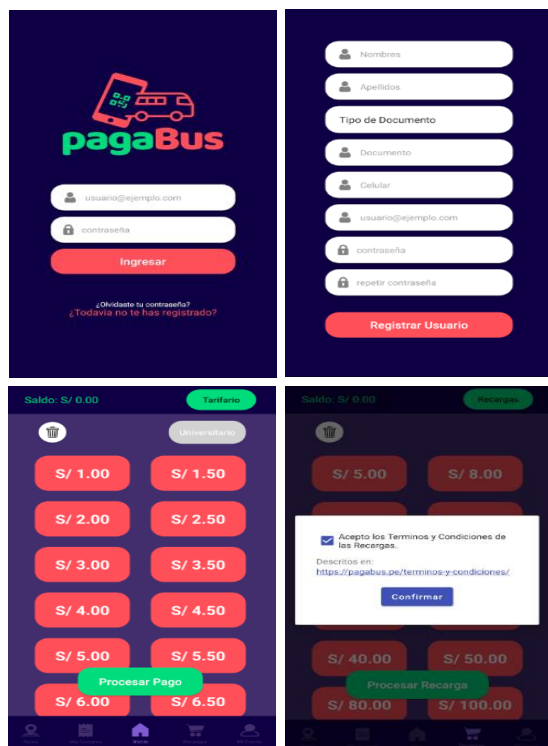 pagaBus
usuario@ejemplo.com
contraseña
Ingresar
¿Olvidaste tu contraseña?
¿Todavia no te has registrado?
Nombres
Apellidos
Tipo de Documento
Documento
Celular
usuario@ejemplo.com
contraseña
repetir contraseña
Registrar Usuario
Saldo: S/ 0.00
Tarifario
Universitario
S/ 1.00
S/ 1.50
S/ 2.00
S/ 2.50
S/ 3.00
S/ 3.50
S/ 4.00
S/ 4.50
S/ 5.00
S/ 5.50
Procesar Pago
S/ 6.00
S/ 6.50
Inicio
Saldo: S/ 0.00
Recargas
S/ 5.00
S/ 8.00
Acepto los Terminos y Condiciones de
las Recargas.
Descritos en:
https://pagabus.pe/terminos-y-condiciones/
Confirmar
S/ 40.00
S/ 50.00
Procesar Recarga
S/ 80.00
S/ 100.00